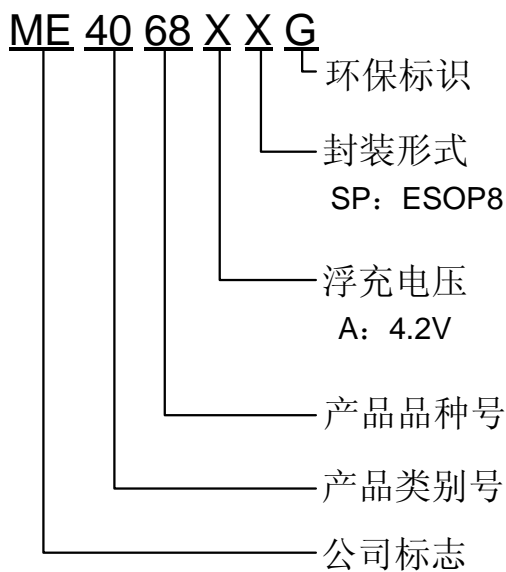 ME 40 68 X X G
环保标识
封装形式
SP：ESOP8
浮充电压
A：4.2V
产品品种号
产品类别号
公司标志